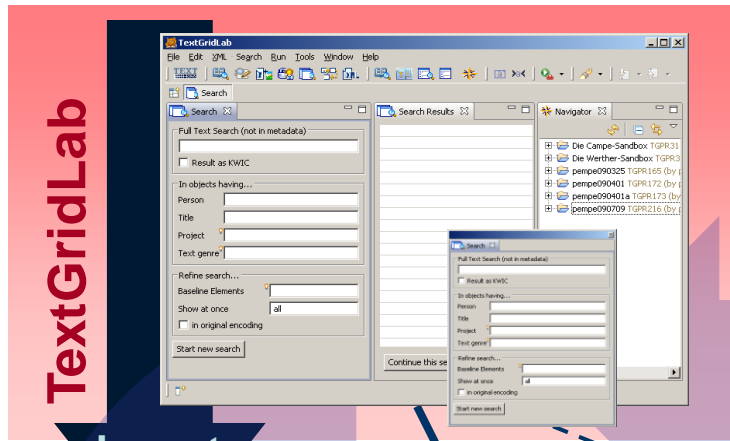 TextGridLab
TextGridLab
File Edit XML Search Run Tools Window Help
TEXT
Search
Search
Full Text Search (not in metadata)
Result as KWIC
In objects having...
Person
Title
Project
Text genre
Refine search...
Baseline Elements
Show at once all
in original encoding
Start new search
Search Results
Continue this se
Navigator
Die Campe-Sandbox TGPR31
Die Werther-Sandbox TGPR3
pempe090325 TGPR165 (by p
pempe090401 TGPR172 (by p
pempe090401a TGPR173 (by
pempe090709 TGPR216 (by p
Search
Full Text Search (not in metadata)
Result as KWIC
In objects having...
Person
Title
Project
Text genre
Refine search...
Baseline Elements
Show at once all
in original encoding
Start new search